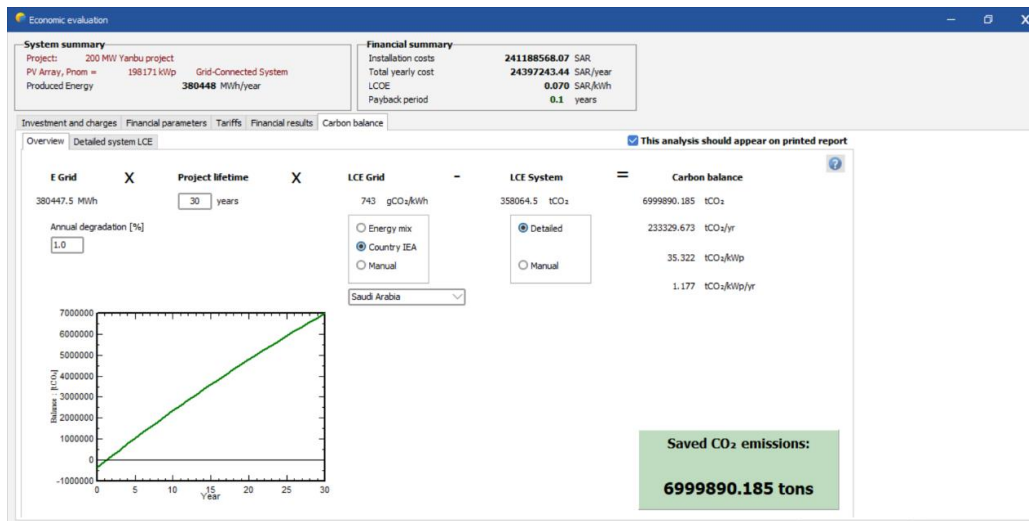 Economic evaluation
System summary
Project: 200 MW Yanbu project
PV Array, Pnom = 198171 kWp Grid-Connected System
Produced Energy 380448 MWh/year
Financial summary
Installation costs 241188568.07 SAR
Total yearly cost 24397243.44 SAR/year
LCOE 0.070 SAR/kWh
Payback period 0.1 years
Investment and charges Financial parameters Tariffs Financial results Carbon balance
Overview Detailed system LCE
This analysis should appear on printed report
E Grid X Project lifetime X LCE Grid - LCE System = Carbon balance
380447.5 MWh 30 years 743 gCO₂/kWh 358064.5 tCO₂ 6999890.185 tCO₂
Annual degradation [%]
1.0
Energy mix
Country IEA
Manual
Saudi Arabia
Detailed
Manual
233329.673 tCO₂/yr
35.322 tCO₂/kWp
1.177 tCO₂/kWp/yr
7000000
6000000
5000000
4000000
3000000
2000000
1000000
0
-1000000
Balance : [tCO₂]
0 5 10 15 20 25 30
Year
Saved CO₂ emissions:
6999890.185 tons